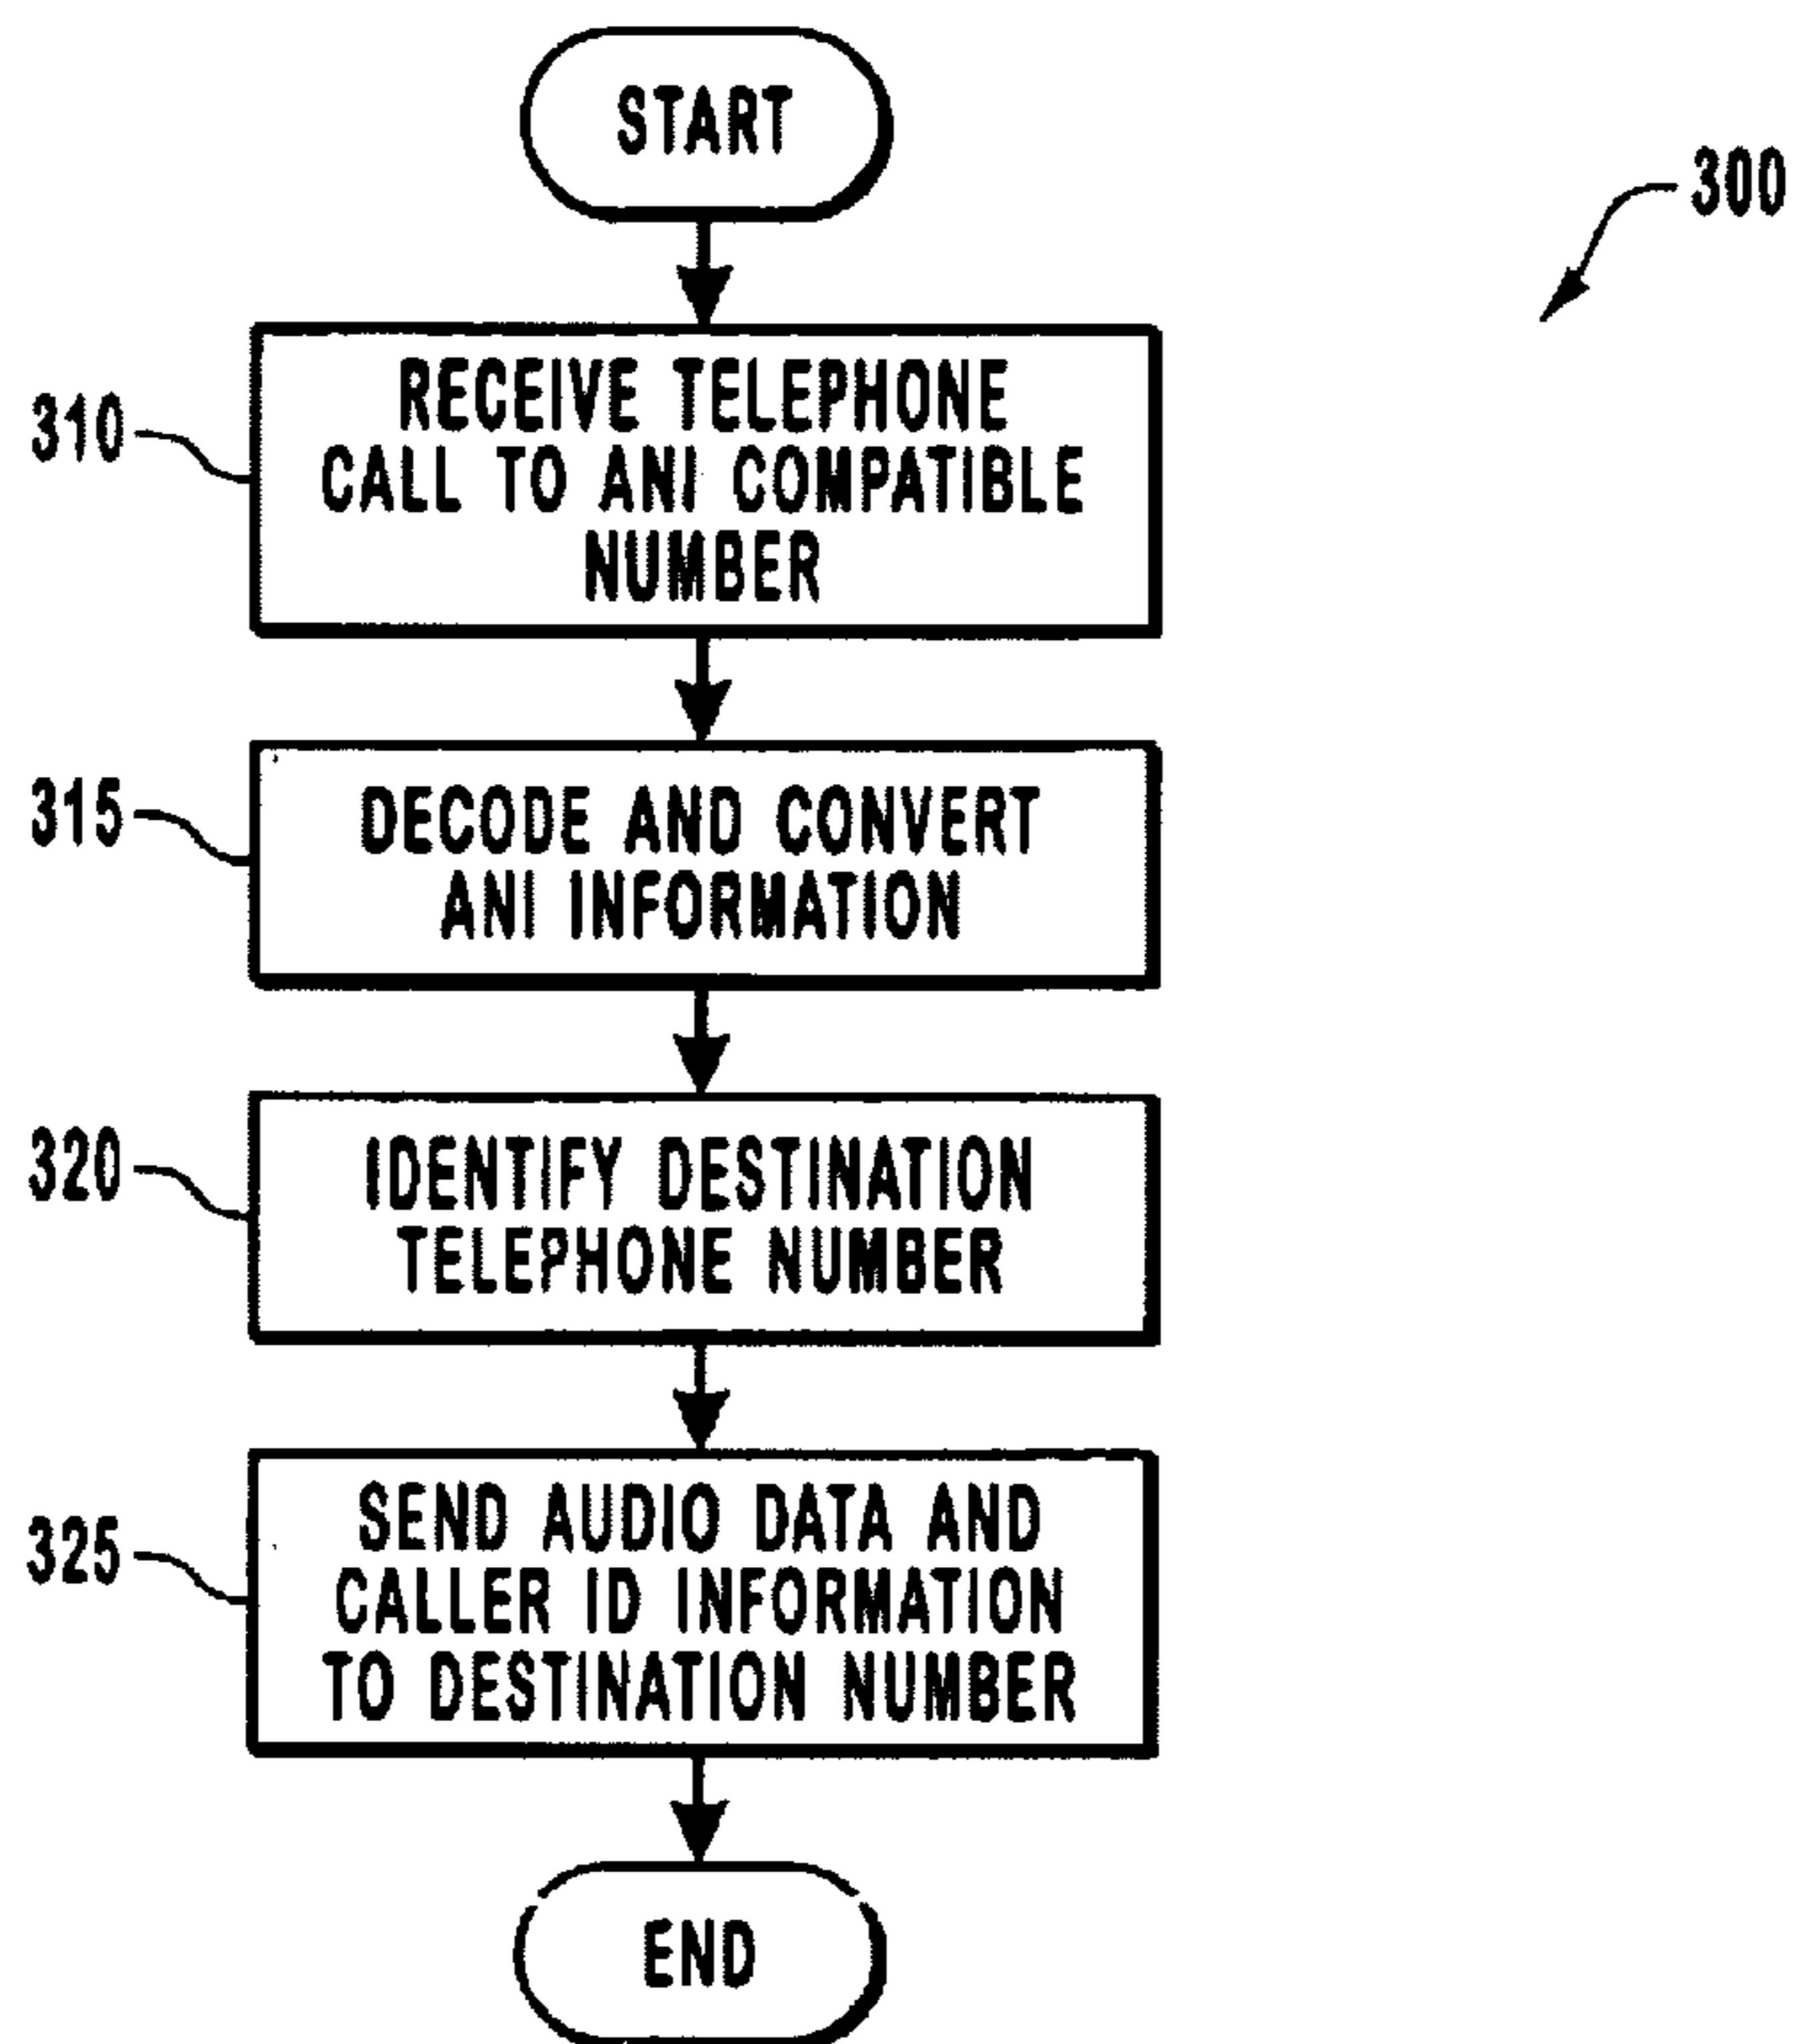 START
300
310
RECEIVE TELEPHONE
CALL TO ANI COMPATIBLE
NUMBER
315
DECODE AND CONVERT
ANI INFORMATION
320
IDENTIFY DESTINATION
TELEPHONE NUMBER
325
SEND AUDIO DATA AND
CALLER ID INFORMATION
TO DESTINATION NUMBER
END